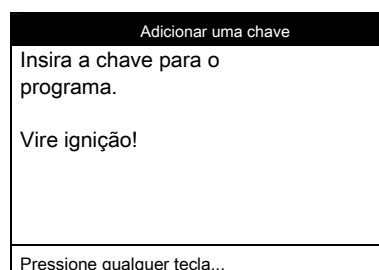 Adicionar uma chave
Insira a chave para o
programa.
Vire ignição!
Pressione qualquer tecla...